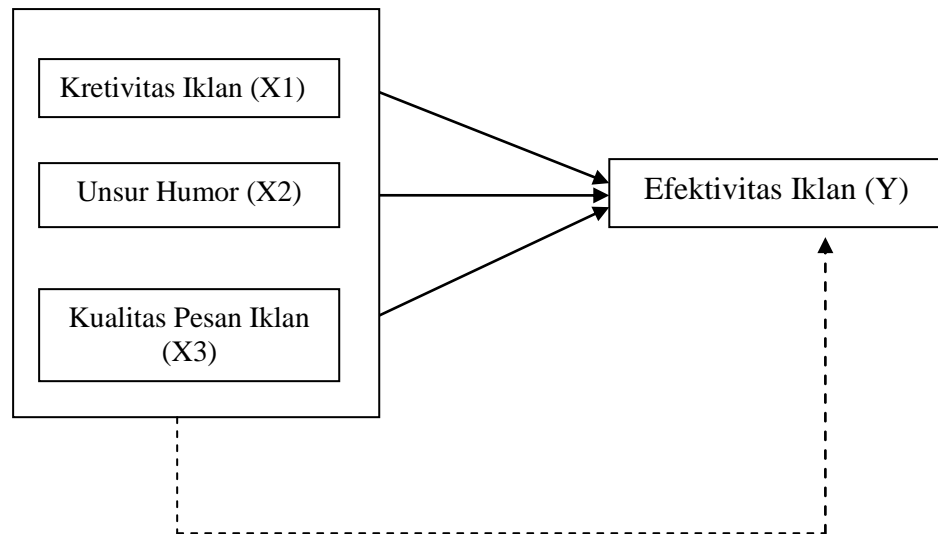 Kretivitas Iklan (X1)
Unsur Humor (X2)
Efektivitas Iklan (Y)
Kualitas Pesan Iklan
(X3)